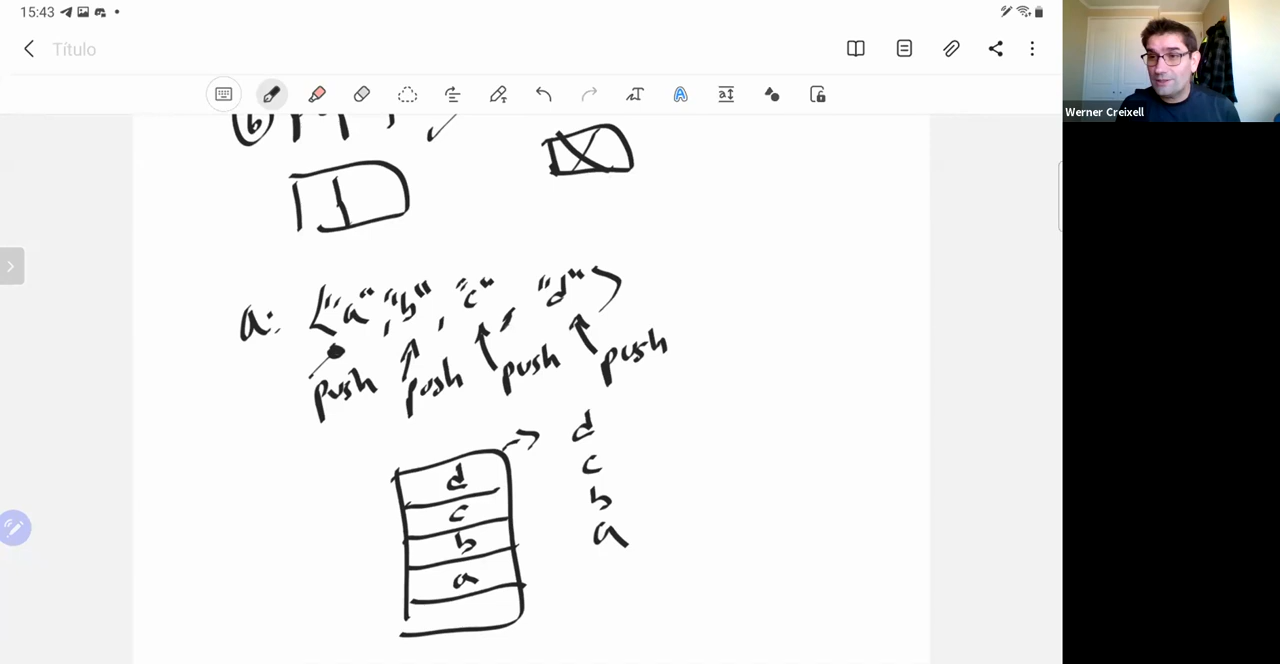 15:43
Título
Werner Creixell
(b)
a: ["a", "b", "c", "d"]
push push push push
d
c
b
a
d
c
b
a